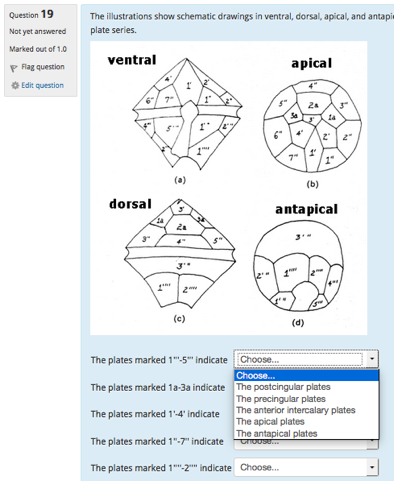 Question 19
Not yet answered
Marked out of 1.0
Flag question
Edit question
The illustrations show schematic drawings in ventral, dorsal, apical, and antapi
plate series.
ventral
apical
4'
2'
1'
6"
7"
1"
2"
(a)
4"
5"
3"
2a
3a
1a
3'
6"
4'
2'
2"
7"
1'
1"
(b)
dorsal
antapical
3'
1a
3a
2a
3"
4"
5"
3'"
1""
2""
(c)
3'"
2'"
1""
2""
4'"
1'"
5'"
(d)
The plates marked 1'''-5''' indicate
Choose...
Choose...
The postcingular plates
The precingular plates
The anterior intercalary plates
The apical plates
The antapical plates
The plates marked 1a-3a indicate
The plates marked 1'-4' indicate
The plates marked 1''-7'' indicate
Choose...
The plates marked 1''''-2'''' indicate
Choose...